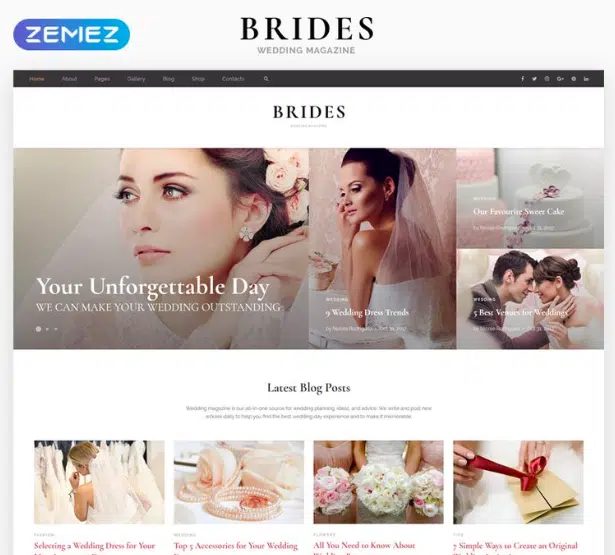 ZEMEZ
BRIDES
WEDDING MAGAZINE
Home About Pages Gallery Blog Shop Contacts
BRIDES
Your Unforgettable Day
WE CAN MAKE YOUR WEDDING OUTSTANDING
WEDDING
9 Wedding Dress Trends
WEDDING
Our Favourite Sweet Cake
WEDDING
5 Best Venues for Weddings
Latest Blog Posts
Wedding magazine is our all-in-one source for wedding planning, ideas, and advice. We write and post new
articles daily to help you find the best wedding day experience and to make it memorable.
FASHION
Selecting a Wedding Dress for Your
WEDDING
Top 5 Accessories for Your Wedding
FLOWERS
All You Need to Know About
TIPS
7 Simple Ways to Create an Original